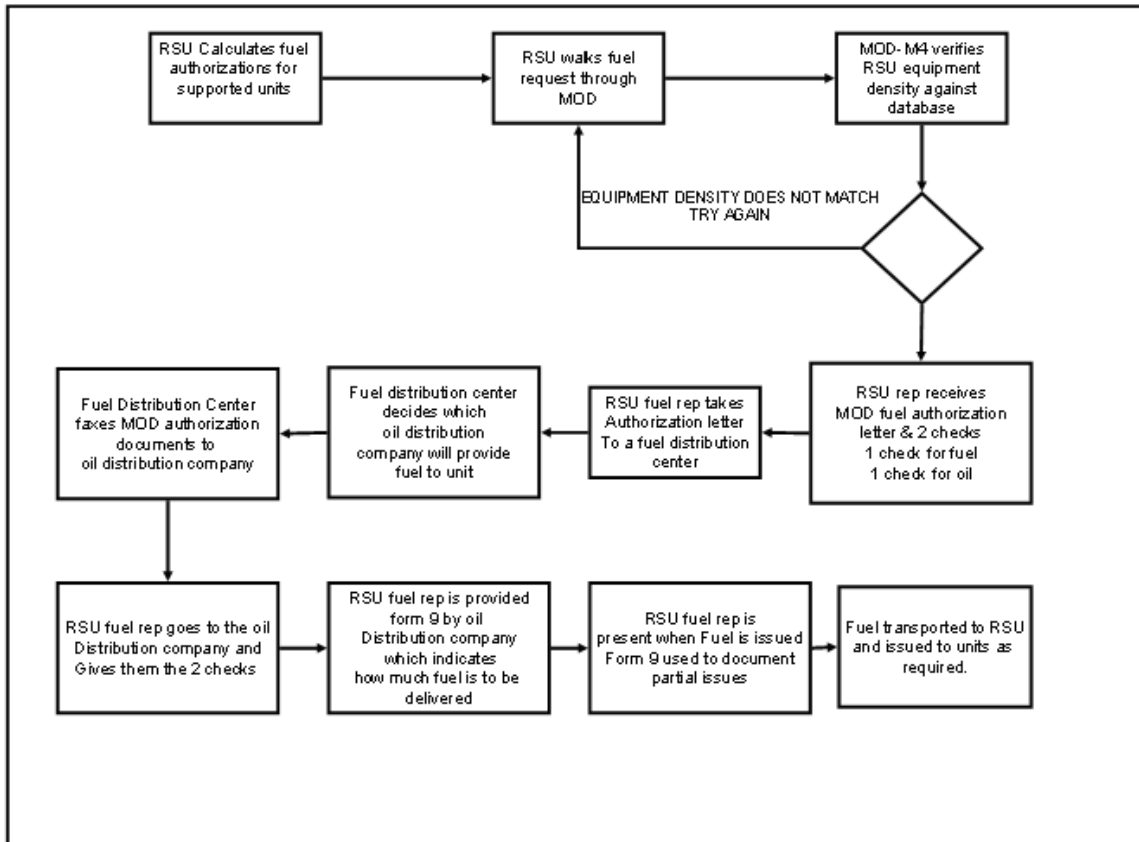 RSU Calculates fuel
authorizations for
supported units
RSU walks fuel
request through
MOD
MOD- M4 verifies
RSU equipment
density against
database
EQUIPMENT DENSITY DOES NOT MATCH
TRY AGAIN
RSU rep receives
MOD fuel authorization
letter & 2 checks
1 check for fuel
1 check for oil
RSU fuel rep takes
Authorization letter
To a fuel distribution
center
Fuel distribution center
decides which
oil distribution
company will provide
fuel to unit
Fuel Distribution Center
faxes MOD authorization
documents to
oil distribution company
RSU fuel rep goes to the oil
Distribution company and
Gives them the 2 checks
RSU fuel rep is provided
form 9 by oil
Distribution company
which indicates
how much fuel is to be
delivered
RSU fuel rep is
present when Fuel is issued
Form 9 used to document
partial issues
Fuel transported to RSU
and issued to units as
required.